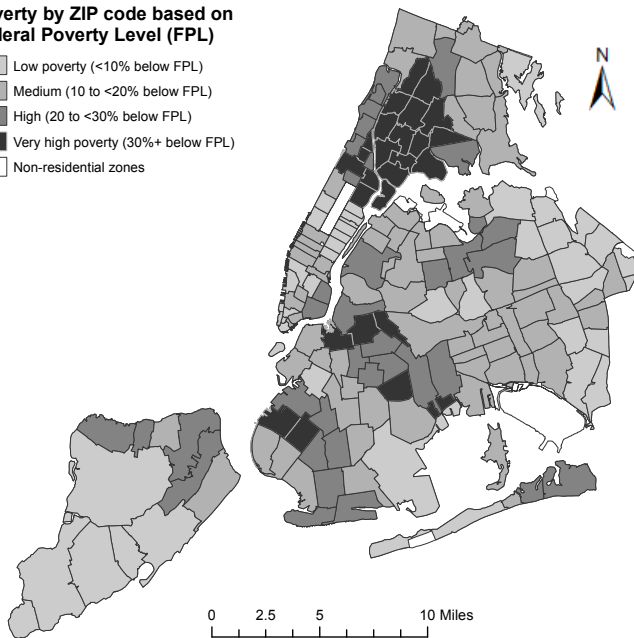 overty by ZIP code based on
deral Poverty Level (FPL)
Low poverty (<10% below FPL)
Medium (10 to <20% below FPL)
High (20 to <30% below FPL)
Very high poverty (30%+ below FPL)
Non-residential zones
N
0 2.5 5 10 Miles